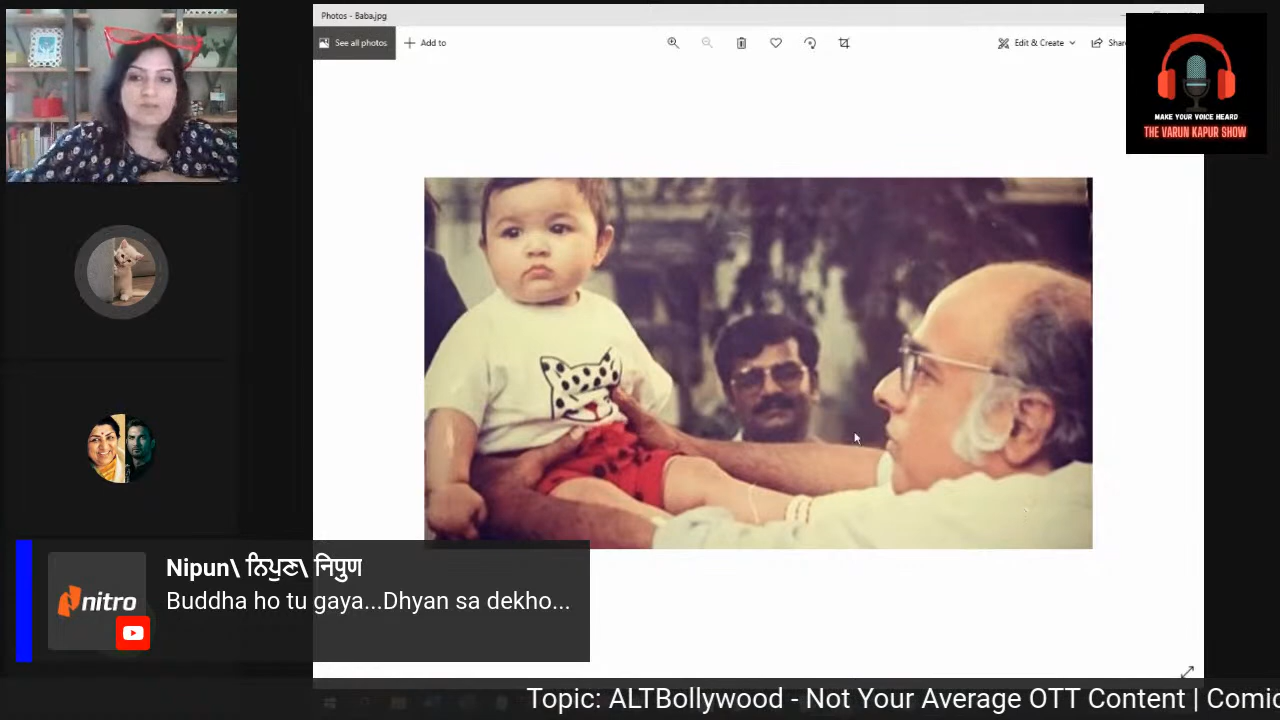 Photos - Baba.jpg
See all photos
Add to
Edit & Create
Shar
MAKE YOUR VOICE HEARD
THE VARUN KAPUR SHOW
nitro
Nipun\ ਨਿਪੁਣ\ निपुण
Buddha ho tu gaya...Dhyan sa dekho...
Topic: ALTBollywood - Not Your Average OTT Content | Comic